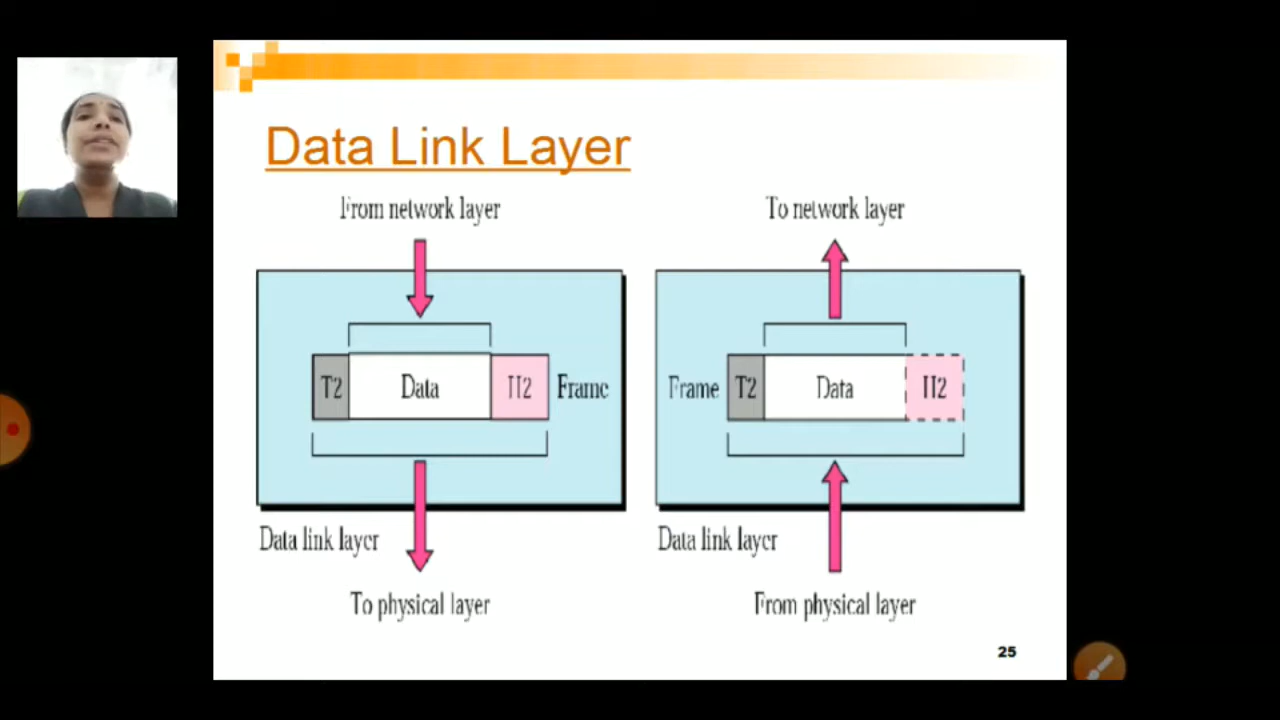 Data Link Layer
From network layer
To network layer
T2 Data H2 Frame
Frame T2 Data H2
Data link layer
Data link layer
To physical layer
From physical layer
25